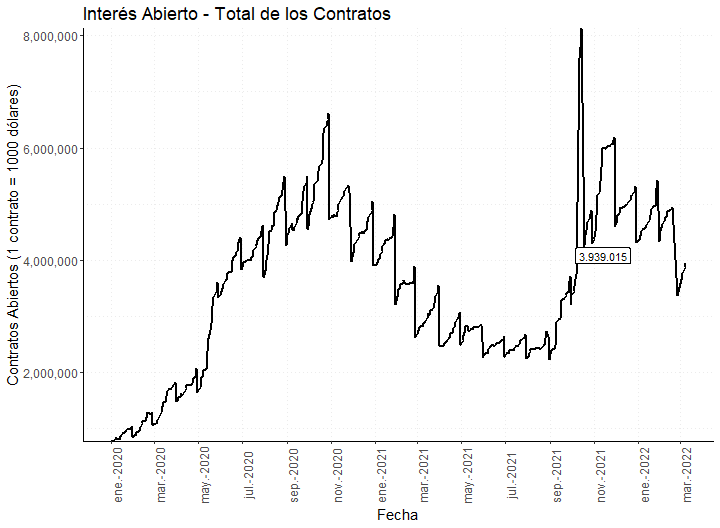 Interés Abierto - Total de los Contratos
Contratos Abiertos (1 contrato = 1000 dólares)
8,000,000
6,000,000
4,000,000
2,000,000
3.939.015
ene.-2020
mar.-2020
may.-2020
jul.-2020
sep.-2020
nov.-2020
ene.-2021
mar.-2021
may.-2021
jul.-2021
sep.-2021
nov.-2021
ene.-2022
mar.-2022
Fecha